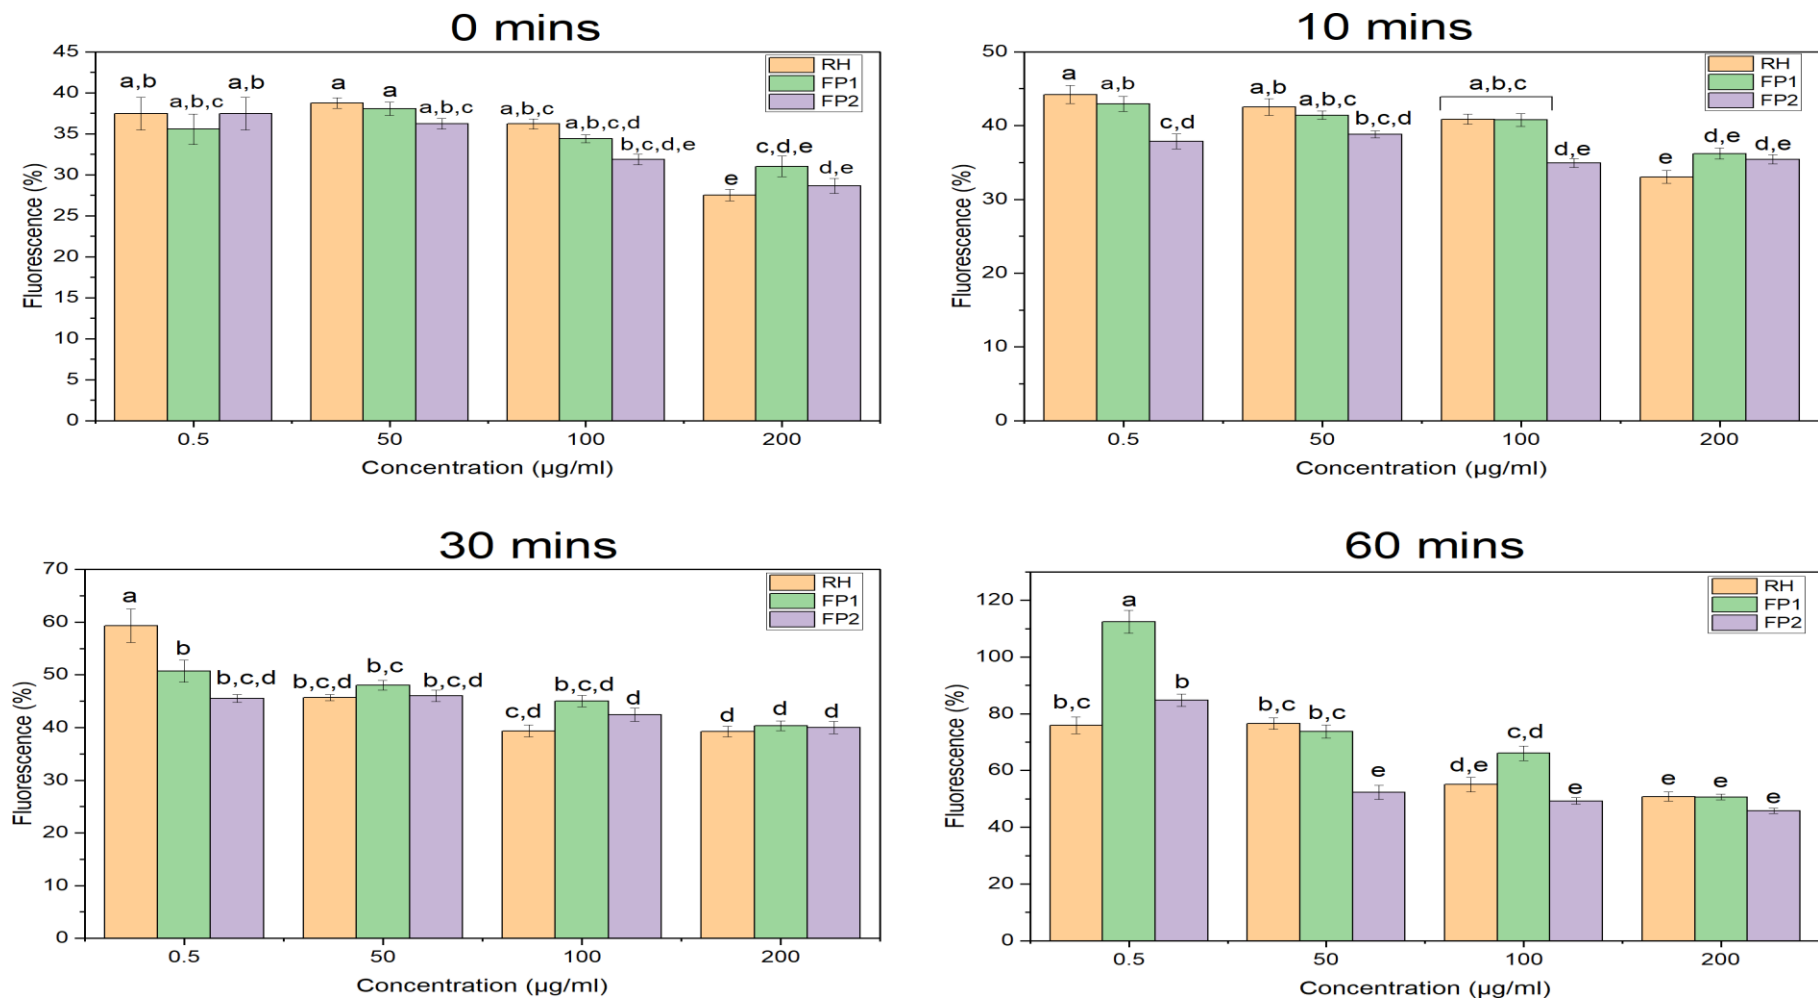 0 mins
45
40
35
30
25
20
15
10
5
0
Fluorescence (%)
RH
FP1
FP2
a,b
a,b,c
a,b
a
a
a,b,c
a,b,c
a,b,c,d
b,c,d,e
e
c,d,e
d,e
0.5
50
100
200
Concentration (µg/ml)
10 mins
50
40
30
20
10
0
Fluorescence (%)
RH
FP1
FP2
a
a,b
c,d
a,b
a,b,c
b,c,d
a,b,c
d,e
e
d,e
d,e
0.5
50
100
200
Concentration (µg/ml)
30 mins
70
60
50
40
30
20
10
0
Fluorescence (%)
RH
FP1
FP2
a
b
b,c,d
b,c,d
b,c
b,c,d
c,d
b,c,d
d
d
d
d
0.5
50
100
200
Concentration (µg/ml)
60 mins
120
100
80
60
40
20
0
Fluorescence (%)
RH
FP1
FP2
b,c
a
b
b,c
b,c
e
d,e
c,d
e
e
e
e
0.5
50
100
200
Concentration (µg/ml)